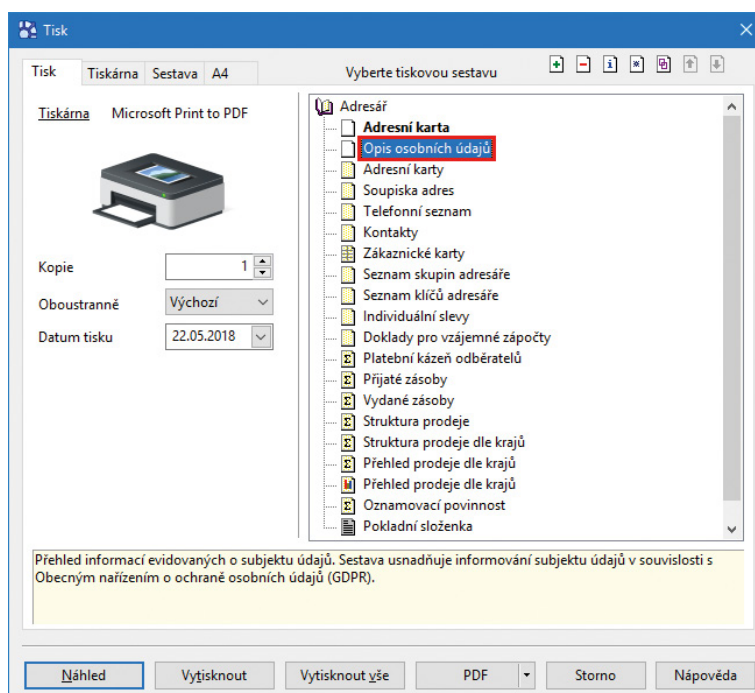 Tisk
Tisk Tiskárna Sestava A4
Vyberte tiskovou sestavu
Tiskárna Microsoft Print to PDF
Kopie 1
Oboustranně Výchozí
Datum tisku 22.05.2018
Adresář
Adresní karta
Opis osobních údajů
Adresní karty
Soupiska adres
Telefonní seznam
Kontakty
Zákaznické karty
Seznam skupin adresáře
Seznam klíčů adresáře
Individuální slevy
Doklady pro vzájemné zápočty
Platební kázeň odběratelů
Přijaté zásoby
Vydané zásoby
Struktura prodeje
Struktura prodeje dle krajů
Přehled prodeje dle krajů
Přehled prodeje dle krajů
Oznamovací povinnost
Pokladní složenka
Přehled informací evidovaných o subjektu údajů. Sestava usnadňuje informování subjektu údajů v souvislosti s
Obecným nařízením o ochraně osobních údajů (GDPR).
Náhled Vytisknout Vytisknout vše PDF Storno Nápověda